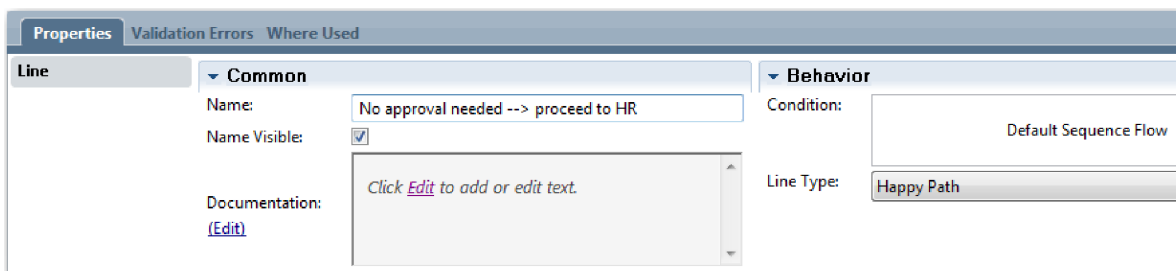 Properties Validation Errors Where Used
Line
Common
Name: No approval needed --> proceed to HR
Name Visible:
Documentation:
(Edit)
Click Edit to add or edit text.
Behavior
Condition: Default Sequence Flow
Line Type: Happy Path